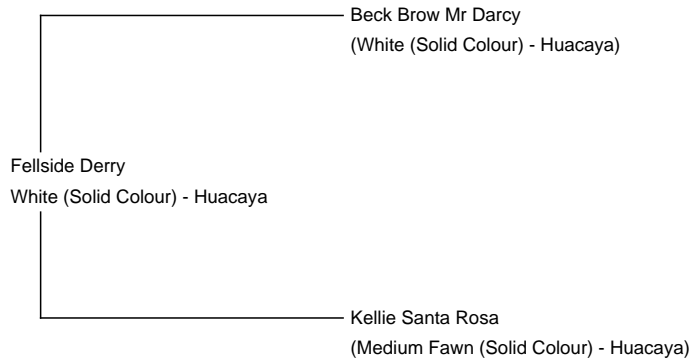 Beck Brow Mr Darcy
(White (Solid Colour) - Huacaya)
Fellside Derry
White (Solid Colour) - Huacaya
Kellie Santa Rosa
(Medium Fawn (Solid Colour) - Huacaya)